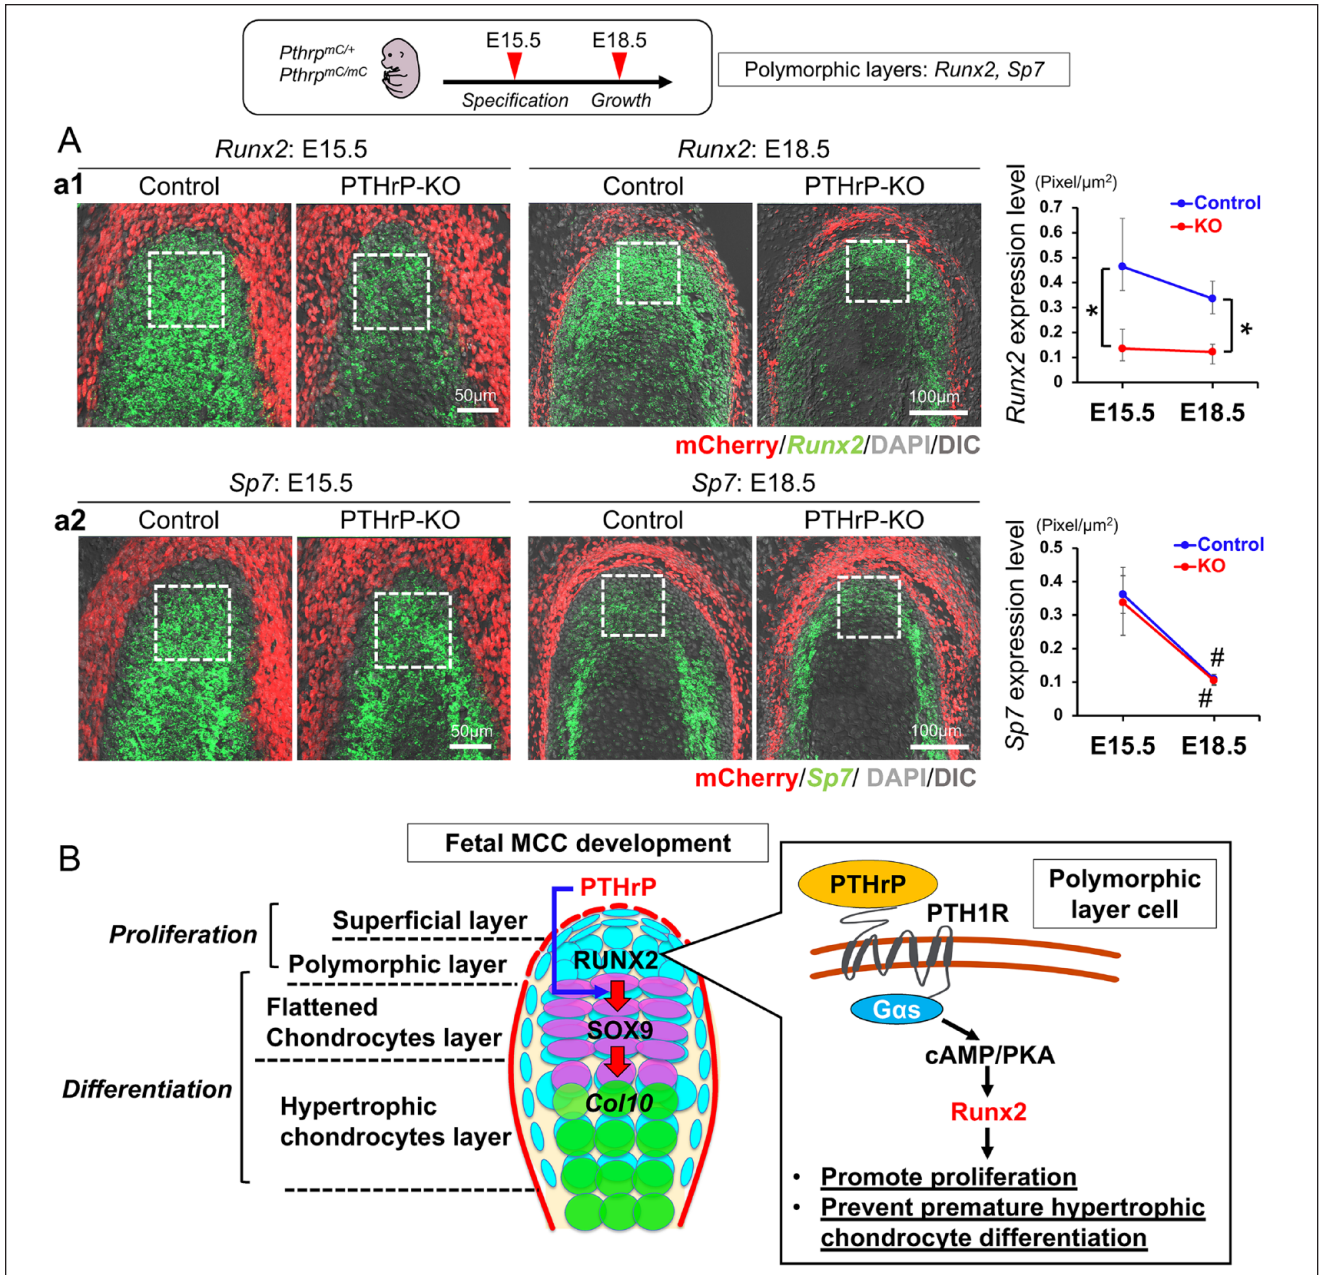 Pthrp^mC/+
Pthrp^mC/mC
E15.5
E18.5
Specification
Growth
Polymorphic layers: Runx2, Sp7
A
Runx2: E15.5
Runx2: E18.5
a1
Control
PTHrP-KO
Control
PTHrP-KO
50µm
100µm
mCherry/Runx2/DAPI/DIC
(Pixel/µm²)
Runx2 expression level
0.7
0.6
0.5
0.4
0.3
0.2
0.1
0
Control
KO
*
*
E15.5
E18.5
Sp7: E15.5
Sp7: E18.5
a2
Control
PTHrP-KO
Control
PTHrP-KO
50µm
100µm
mCherry/Sp7/ DAPI/DIC
(Pixel/µm²)
Sp7 expression level
0.5
0.4
0.3
0.2
0.1
0
Control
KO
#
#
E15.5
E18.5
B
Fetal MCC development
PTHrP
Proliferation
Superficial layer
Polymorphic layer
Flattened
Chondrocytes layer
Differentiation
Hypertrophic
chondrocytes layer
RUNX2
SOX9
Col10
PTHrP
Polymorphic
layer cell
PTH1R
Gαs
cAMP/PKA
Runx2
• Promote proliferation
• Prevent premature hypertrophic
chondrocyte differentiation